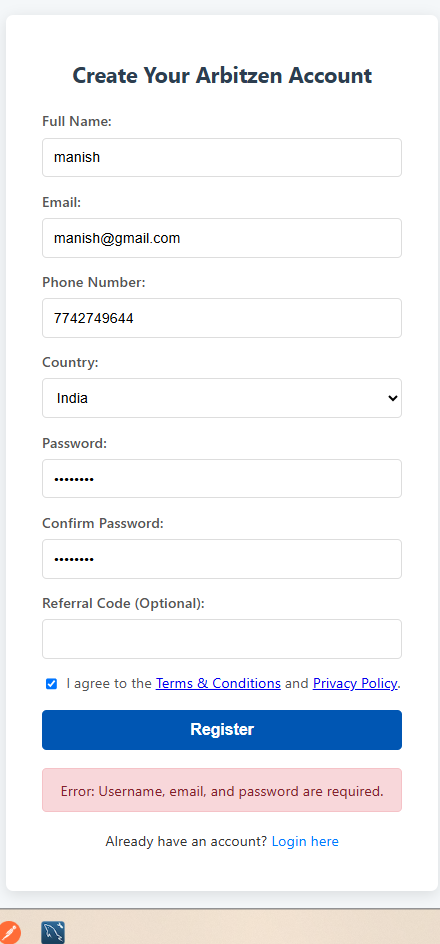 Create Your Arbitzen Account
Full Name:
manish
Email:
manish@gmail.com
Phone Number:
7742749644
Country:
India
Password:
••••••••
Confirm Password:
••••••••
Referral Code (Optional):
I agree to the Terms & Conditions and Privacy Policy.
Register
Error: Username, email, and password are required.
Already have an account? Login here